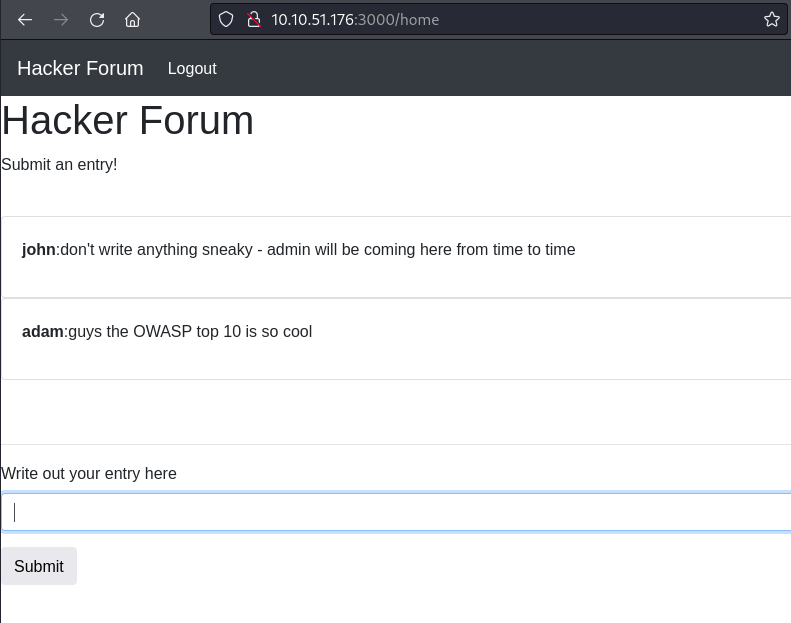 10.10.51.176:3000/home
Hacker Forum Logout
Hacker Forum
Submit an entry!
john:don't write anything sneaky - admin will be coming here from time to time
adam:guys the OWASP top 10 is so cool
Write out your entry here
Submit